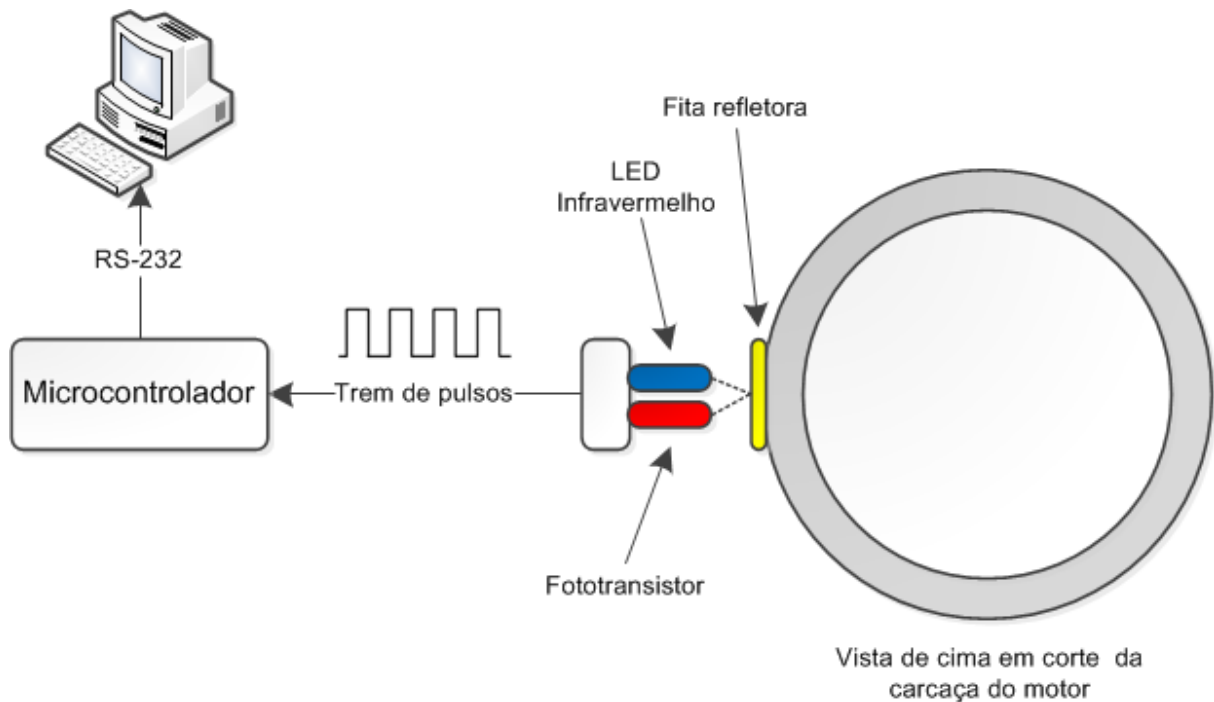 Fita refletora
LED
Infravermelho
RS-232
Microcontrolador
Trem de pulsos
Fototransistor
Vista de cima em corte da
carcaça do motor